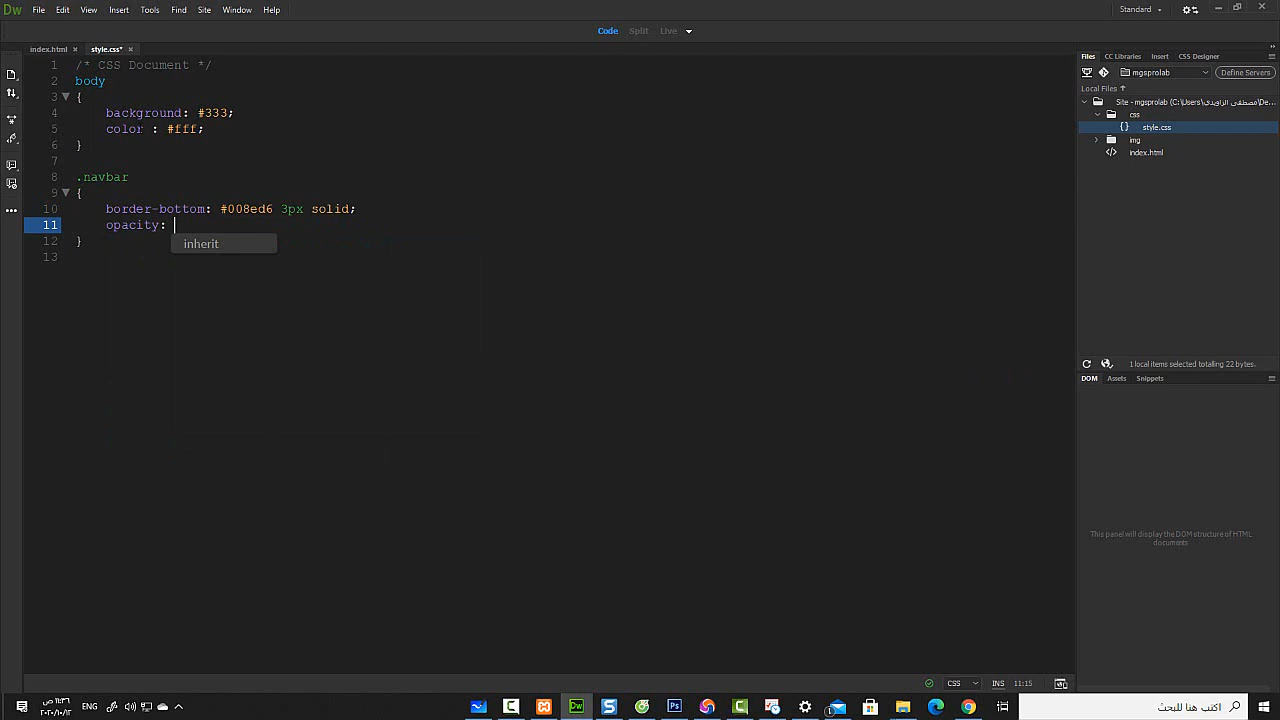 Dw File Edit View Insert Tools Find Site Window Help Standard
Code Split Live
index.html style.css*
1 /* CSS Document */
2 body
3 {
4 background: #333;
5 color : #fff;
6 }
7
8 .navbar
9 {
10 border-bottom: #008ed6 3px solid;
11 opacity:
12 }
13
inherit
Files CC Libraries Insert CSS Designer
mgsprolab Define Servers
Local Files
Site - mgsprolab (C:\Users\مصطفى الزاويدي\De
css
style.css
img
index.html
1 local items selected totalling 22 bytes.
DOM Assets Snippets
This panel will display the DOM structure of HTML
documents
CSS INS 11:15
ENG
اكتب هنا للبحث